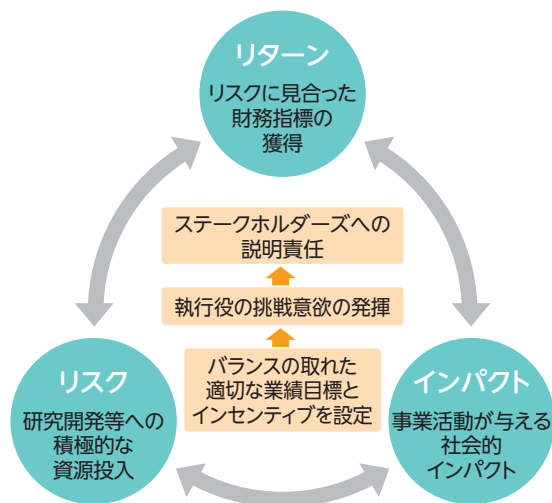 リターン
リスクに見合った
財務指標の
獲得
ステークホルダーズへの
説明責任
執行役の挑戦意欲の発揮
バランスの取れた
適切な業績目標と
インセンティブを設定
リスク
研究開発等への
積極的な
資源投入
インパクト
事業活動が与える
社会的
インパクト